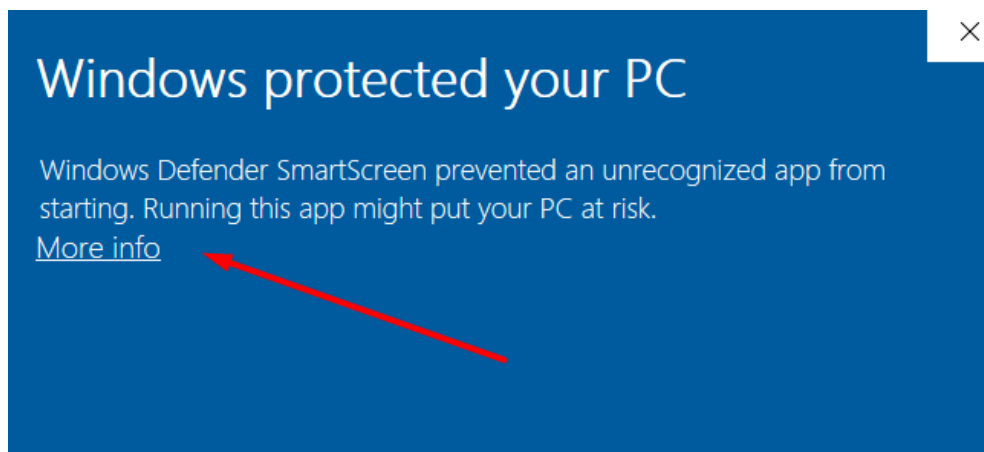 Windows protected your PC
Windows Defender SmartScreen prevented an unrecognized app from
starting. Running this app might put your PC at risk.
More info